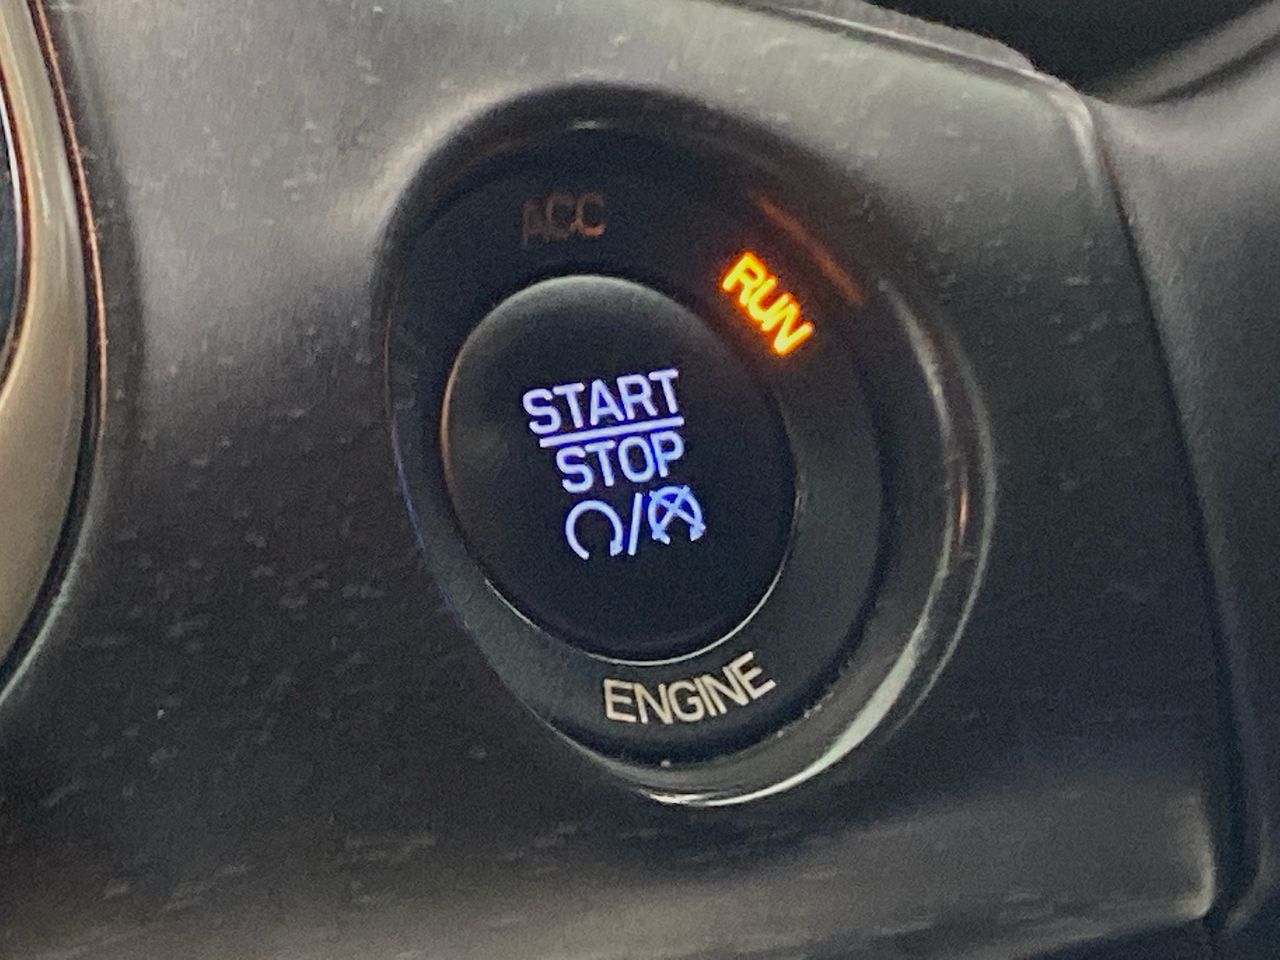 ACC
RUN
START
STOP
/
ENGINE